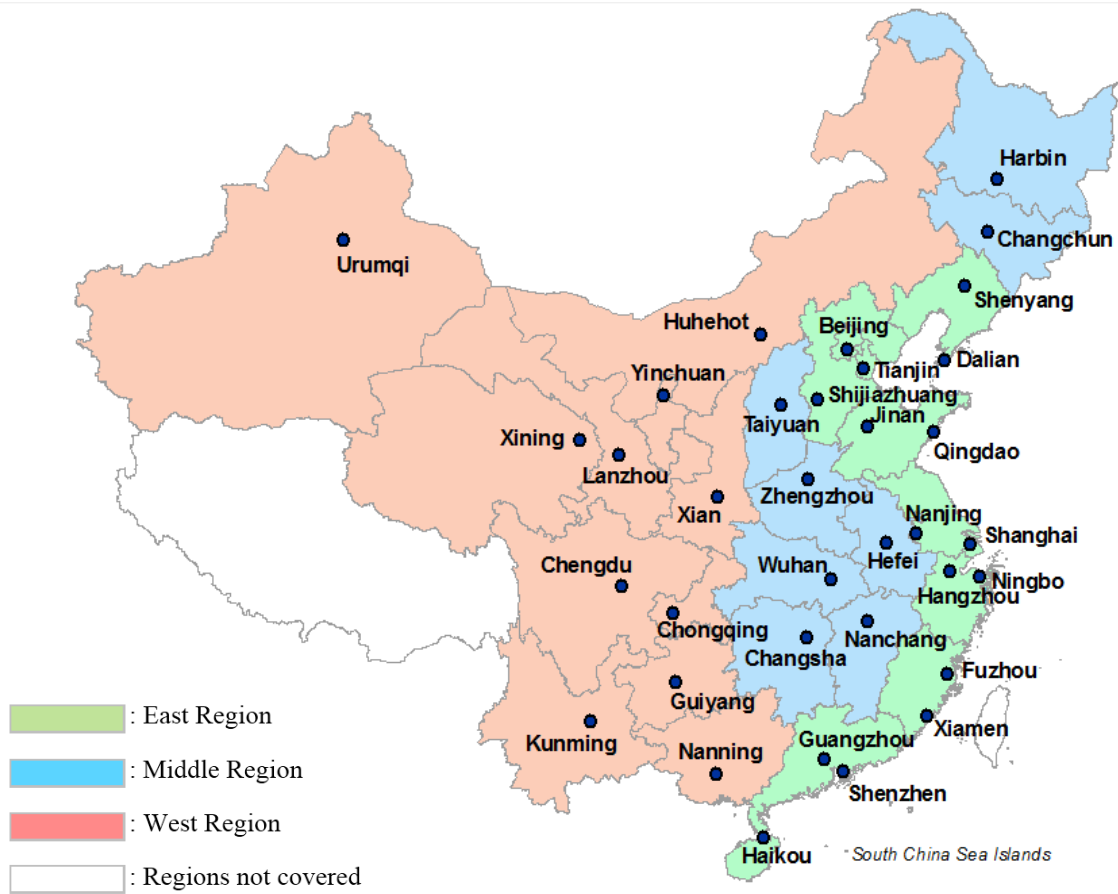 Harbin
Changchun
Urumqi
Shenyang
Huhehot
Beijing
Dalian
Tianjin
Yinchuan
Shijiazhuang
Jinan
Taiyuan
Xining
Qingdao
Lanzhou
Zhengzhou
Xian
Nanjing
Shanghai
Hefei
Wuhan
Chengdu
Ningbo
Hangzhou
Chongqing
Nanchang
Changsha
Fuzhou
Guiyang
: East Region
Xiamen
Kunming
Guangzhou
Nanning
: Middle Region
Shenzhen
: West Region
Haikou
South China Sea Islands
: Regions not covered